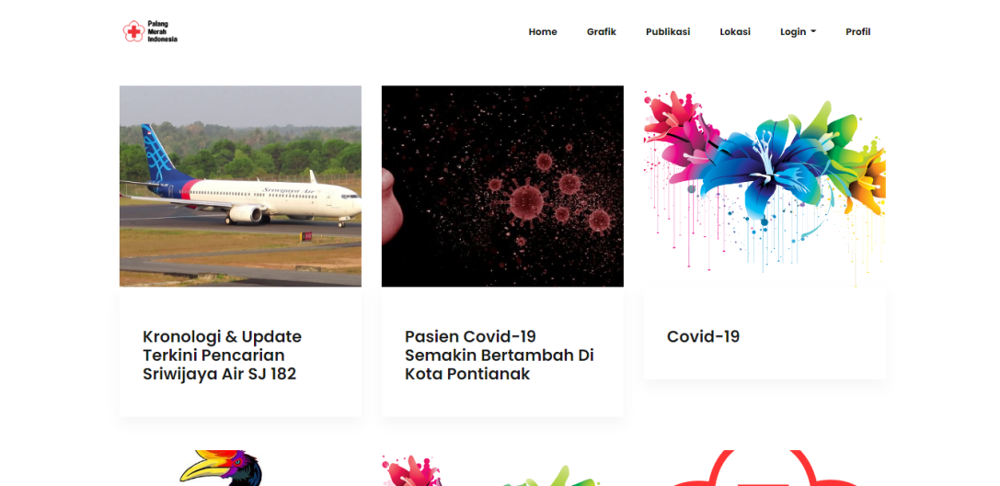 Palang
Merah
Indonesia
Home
Grafik
Publikasi
Lokasi
Login
Profil
Sriwijaya Air
Kronologi & Update
Terkini Pencarian
Sriwijaya Air SJ 182
Pasien Covid-19
Semakin Bertambah Di
Kota Pontianak
Covid-19